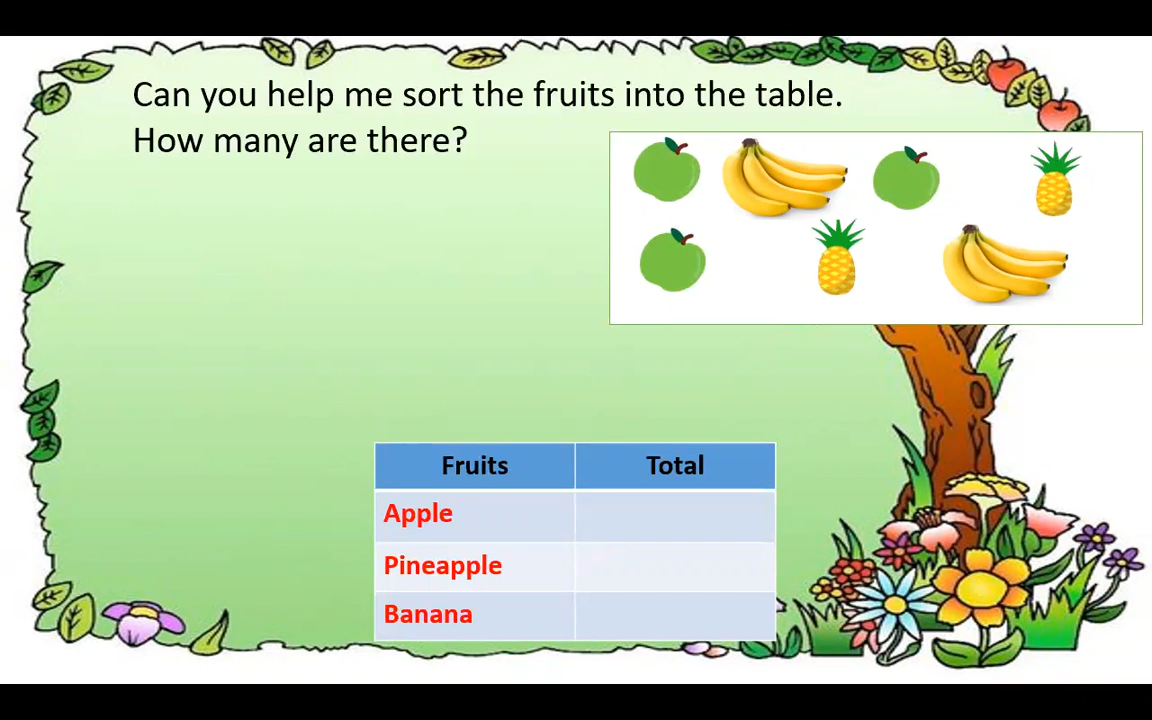 Can you help me sort the fruits into the table.
How many are there?
Fruits Total
Apple
Pineapple
Banana